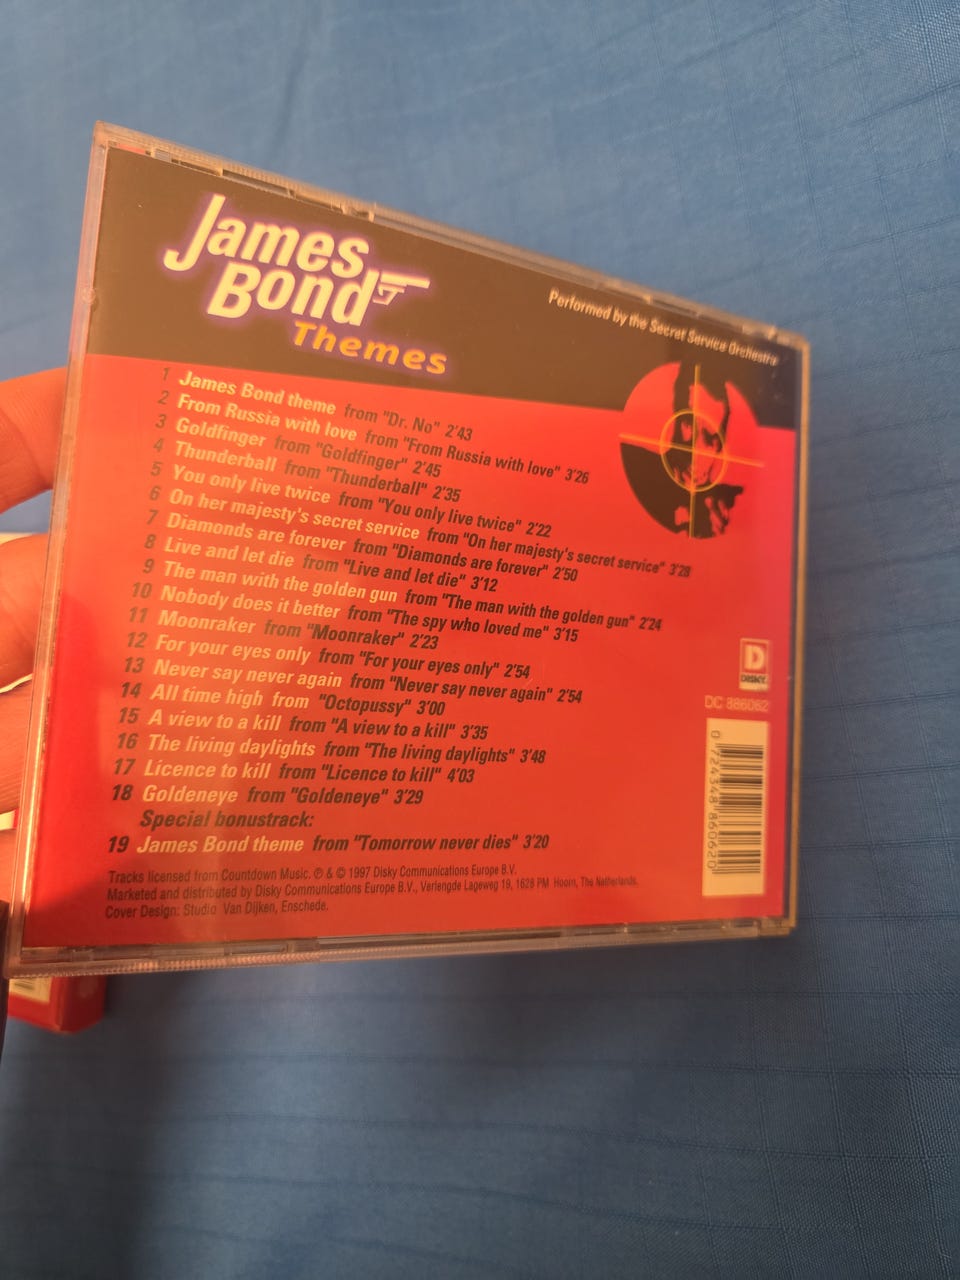 James
Bond
Themes
Performed by the Secret Service Orchestra
1 James Bond theme from "Dr. No" 2'43
2 From Russia with love from "From Russia with love" 3'26
3 Goldfinger from "Goldfinger" 2'45
4 Thunderball from "Thunderball" 2'35
5 You only live twice from "You only live twice" 2'22
6 On her majesty's secret service from "On her majesty's secret service" 3'28
7 Diamonds are forever from "Diamonds are forever" 2'50
8 Live and let die from "Live and let die" 3'12
9 The man with the golden gun from "The man with the golden gun" 2'24
10 Nobody does it better from "The spy who loved me" 3'15
11 Moonraker from "Moonraker" 2'23
12 For your eyes only from "For your eyes only" 2'54
13 Never say never again from "Never say never again" 2'54
14 All time high from "Octopussy" 3'00
15 A view to a kill from "A view to a kill" 3'35
16 The living daylights from "The living daylights" 3'48
17 Licence to kill from "Licence to kill" 4'03
18 Goldeneye from "Goldeneye" 3'29
Special bonustrack:
19 James Bond theme from "Tomorrow never dies" 3'20
Tracks licensed from Countdown Music. ℗ & © 1997 Disky Communications Europe B.V.
Marketed and distributed by Disky Communications Europe B.V., Verlengde Lageweg 19, 1628 PM Hoorn, The Netherlands.
Cover Design: Studio Van Dijken, Enschede.
D
DISKY
DC 886062
0 724348 860620